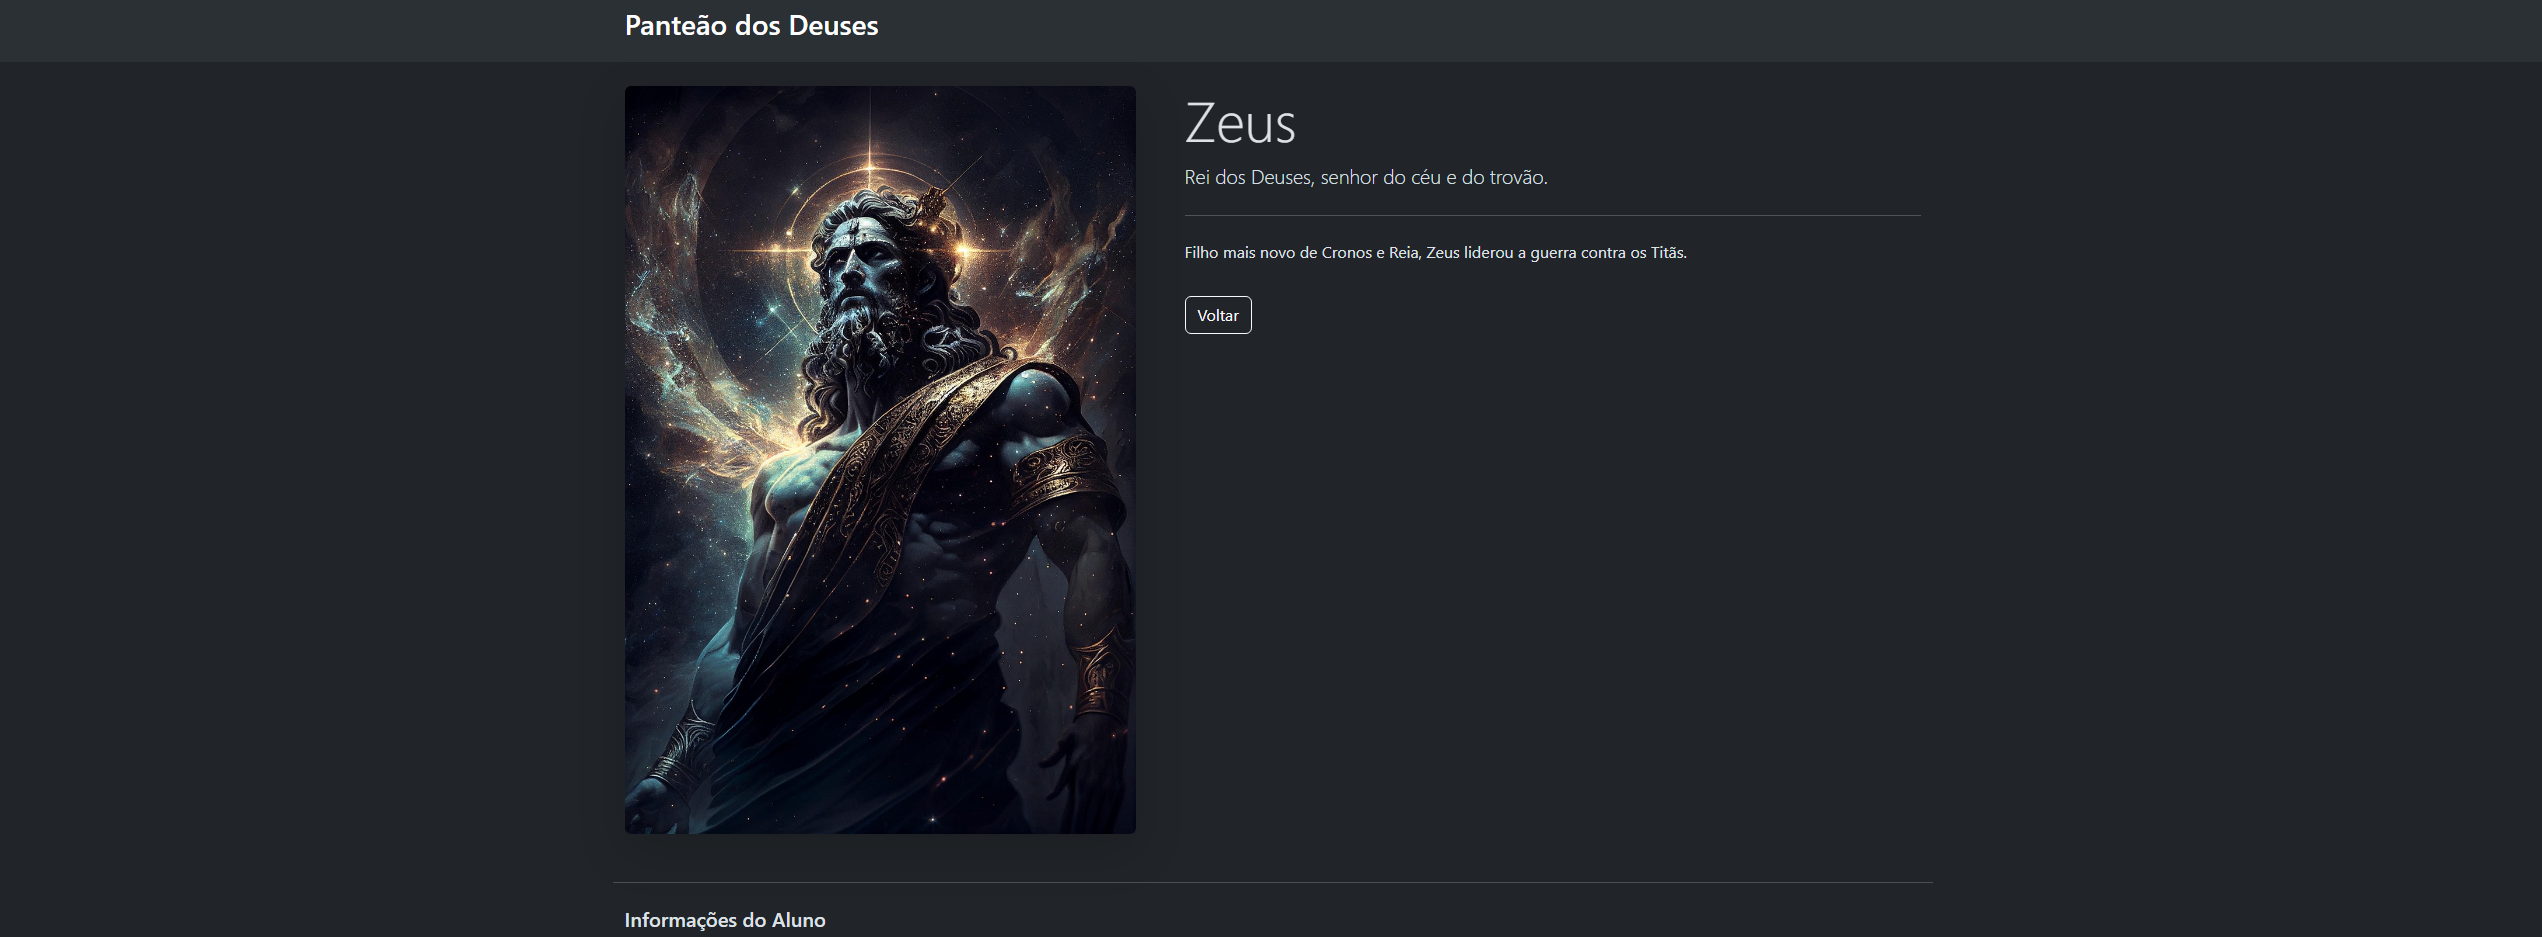 Panteão dos Deuses
Zeus
Rei dos Deuses, senhor do céu e do trovão.
Filho mais novo de Cronos e Reia, Zeus liderou a guerra contra os Titãs.
Voltar
Informações do Aluno